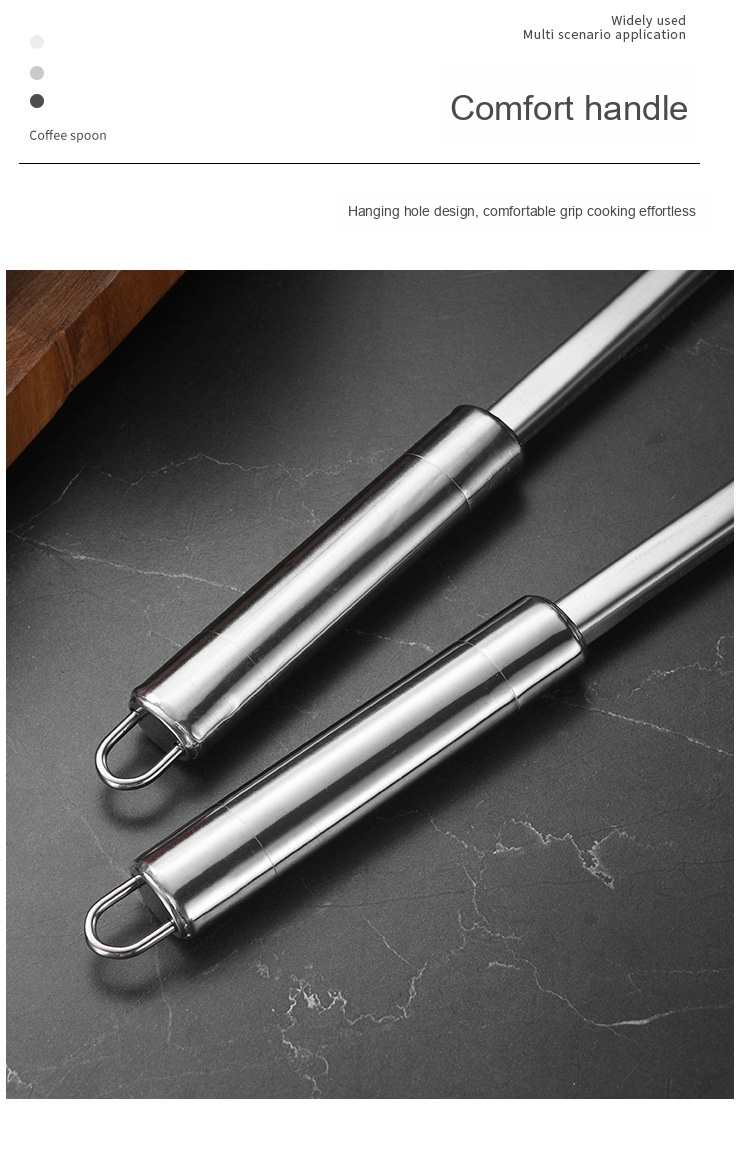 Widely used
Multi scenario application
Comfort handle
Coffee spoon
Hanging hole design, comfortable grip cooking effortless